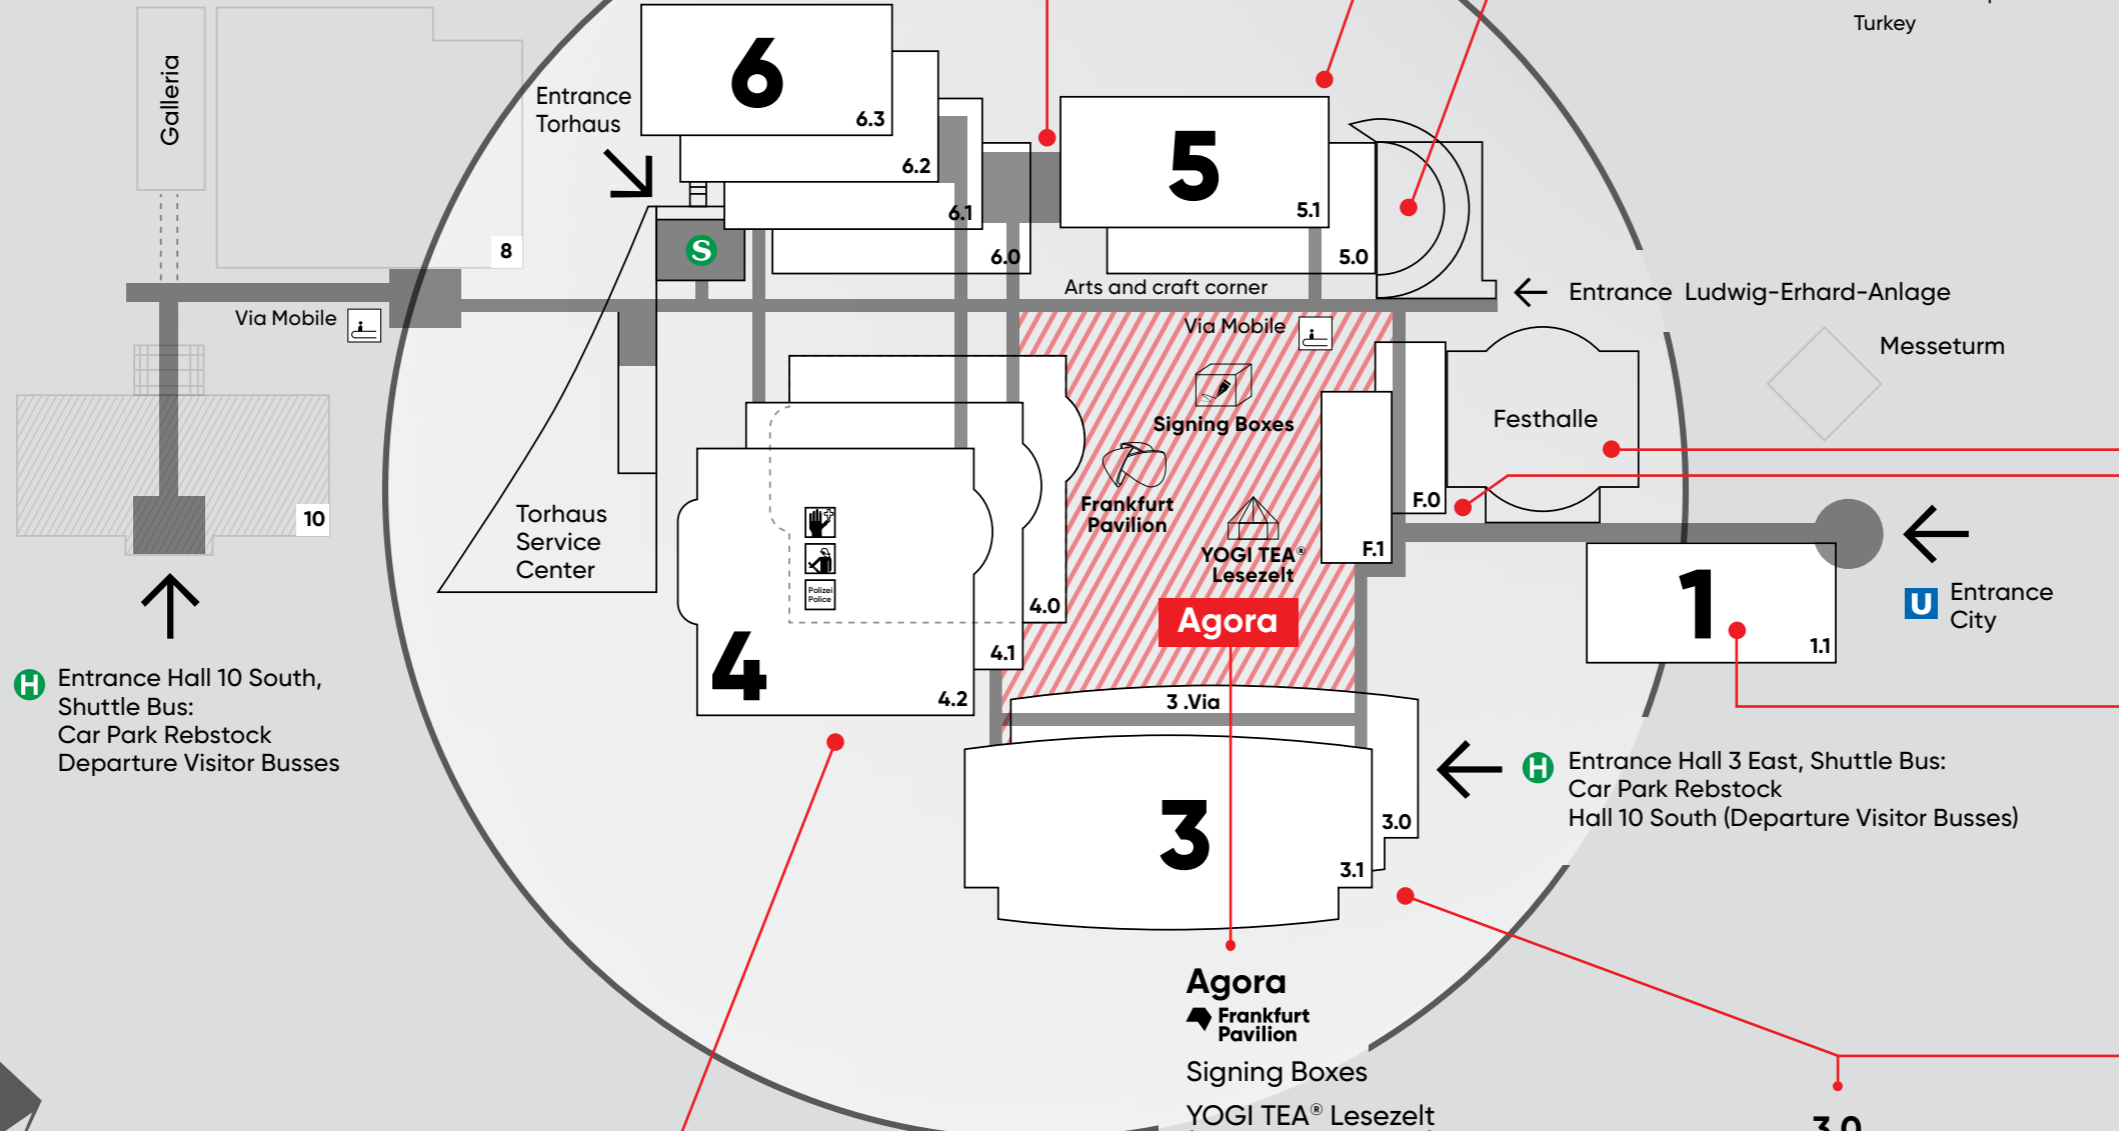 Turkey
Galleria
6
6.3
Entrance
Torhaus
6.2
6.1
6.0
5
5.1
5.0
S
8
Arts and craft corner
Entrance Ludwig-Erhard-Anlage
Via Mobile
Via Mobile
Messeturm
Signing Boxes
Festhalle
Frankfurt
Pavilion
F.0
10
Torhaus
Service
Center
YOGI TEA®
Lesezelt
F.1
Polizei
Police
4.0
Agora
1
1.1
U
Entrance
City
4
4.1
4.2
H
Entrance Hall 10 South,
Shuttle Bus:
Car Park Rebstock
Departure Visitor Busses
3 .Via
H
Entrance Hall 3 East, Shuttle Bus:
Car Park Rebstock
Hall 10 South (Departure Visitor Busses)
3
3.0
3.1
Agora
Frankfurt
Pavilion
Signing Boxes
YOGI TEA® Lesezelt
3.0